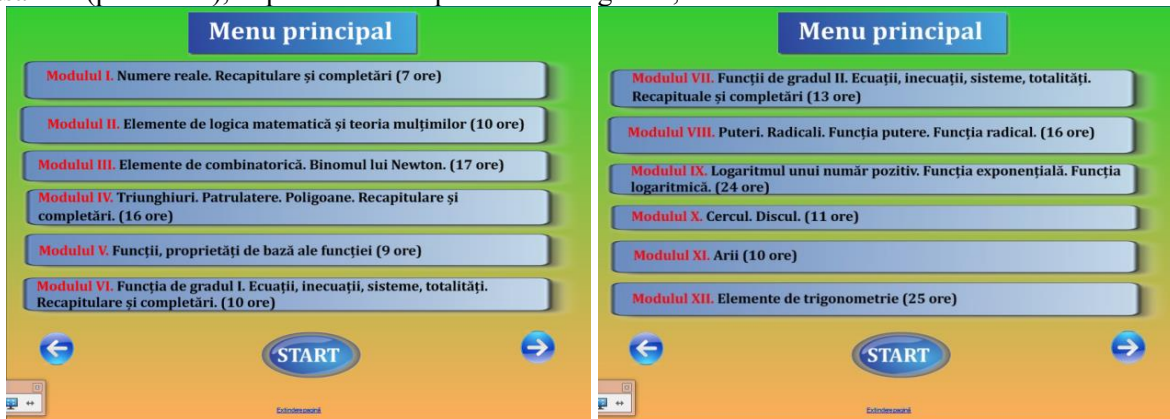 Menu principal
Modulul I. Numere reale. Recapitulare și completări (7 ore)
Modulul II. Elemente de logica matematică și teoria mulțimilor (10 ore)
Modulul III. Elemente de combinatorică. Binomul lui Newton. (17 ore)
Modulul IV. Triunghiuri. Patrulatere. Poligoane. Recapitulare și
completări. (16 ore)
Modulul V. Funcții, proprietăți de bază ale funcției (9 ore)
Modulul VI. Funcția de gradul I. Ecuații, inecuații, sisteme, totalități.
Recapitulare și completări. (10 ore)
START
Extindere pagină
Menu principal
Modulul VII. Funcții de gradul II. Ecuații, inecuații, sisteme, totalități.
Recapituale și completări (13 ore)
Modulul VIII. Puteri. Radicali. Funcția putere. Funcția radical. (16 ore)
Modulul IX. Logaritmul unui număr pozitiv. Funcția exponențială. Funcția
logaritmică. (24 ore)
Modulul X. Cercul. Discul. (11 ore)
Modulul XI. Arii (10 ore)
Modulul XII. Elemente de trigonometrie (25 ore)
START
Extindere pagină